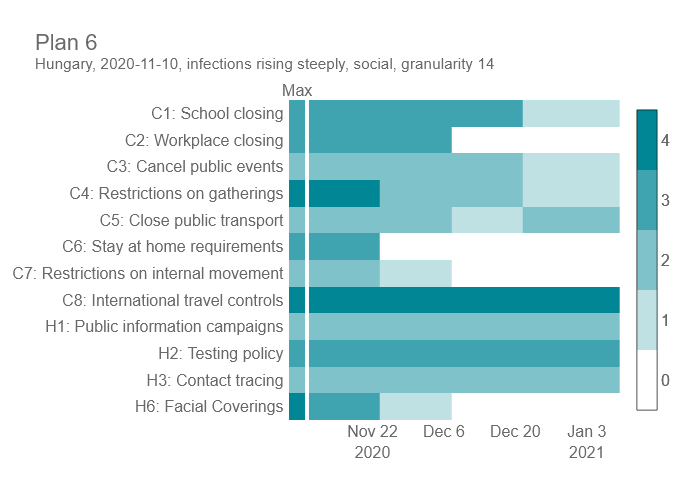 Plan 6
Hungary, 2020-11-10, infections rising steeply, social, granularity 14
Max
C1: School closing
C2: Workplace closing
C3: Cancel public events
C4: Restrictions on gatherings
C5: Close public transport
C6: Stay at home requirements
C7: Restrictions on internal movement
C8: International travel controls
H1: Public information campaigns
H2: Testing policy
H3: Contact tracing
H6: Facial Coverings
Nov 22 Dec 6 Dec 20 Jan 3
2020 2021
4
3
2
1
0